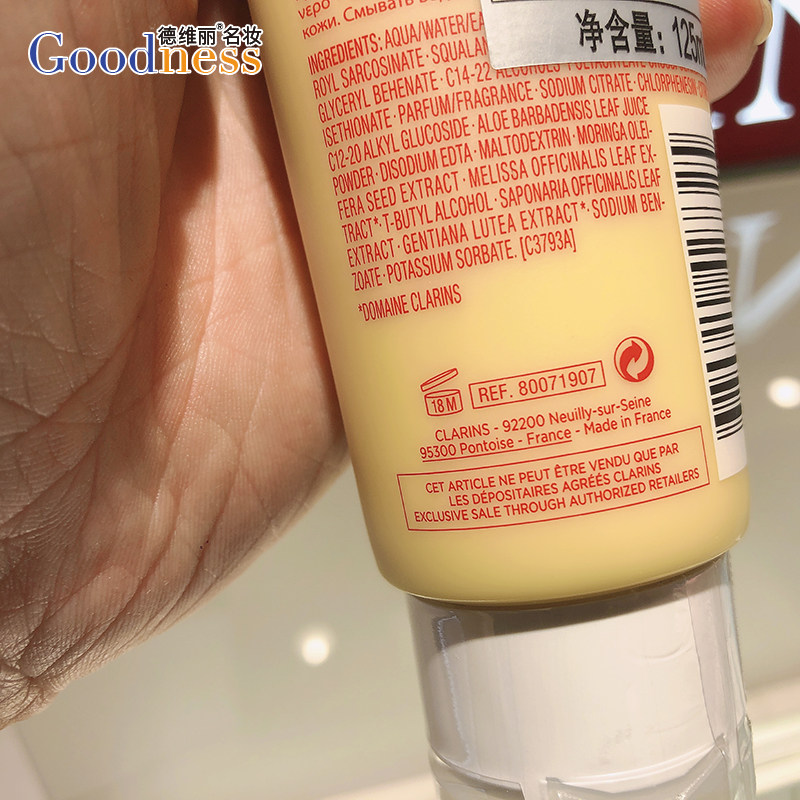 德维丽®名妆
Goodness
净含量：125m
VEPO
кожи. Смывать
INGREDIENTS: AQUA/WATER/EA
ROYL SARCOSINATE · SQUALAN
GLYCERYL BEHENATE · C14-22 ALCOHOLS ·
ISETHIONATE · PARFUM/FRAGRANCE · SODIUM CITRATE · CHLORPHENESIN ·
C12-20 ALKYL GLUCOSIDE · ALOE BARBADENSIS LEAF JUICE
POWDER · DISODIUM EDTA · MALTODEXTRIN · MORINGA OLEI-
FERA SEED EXTRACT · MELISSA OFFICINALIS LEAF EX-
TRACT* · T-BUTYL ALCOHOL · SAPONARIA OFFICINALIS LEAF
EXTRACT · GENTIANA LUTEA EXTRACT* · SODIUM BEN-
ZOATE · POTASSIUM SORBATE. [C3793A]
*DOMAINE CLARINS
18 M
REF. 80071907
CLARINS - 92200 Neuilly-sur-Seine
95300 Pontoise - France - Made in France
CET ARTICLE NE PEUT ÊTRE VENDU QUE PAR
LES DÉPOSITAIRES AGRÉÉS CLARINS
EXCLUSIVE SALE THROUGH AUTHORIZED RETAILERS